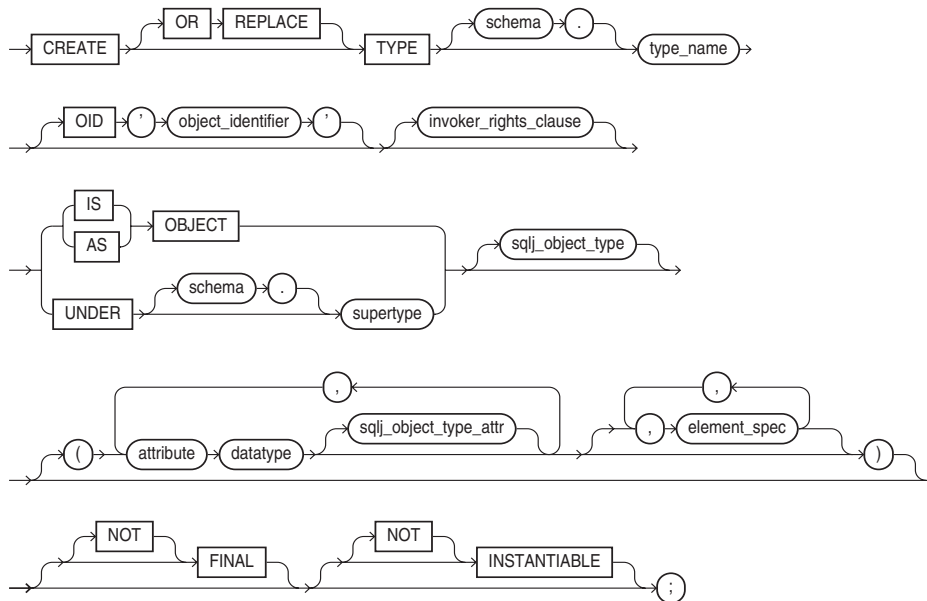 OR REPLACE schema .
CREATE TYPE type_name
OID ’ object_identifier ’ invoker_rights_clause
IS
OBJECT
AS
sqlj_object_type
schema .
UNDER supertype
, ,
sqlj_object_type_attr , element_spec
( attribute datatype )
NOT NOT
FINAL INSTANTIABLE
;